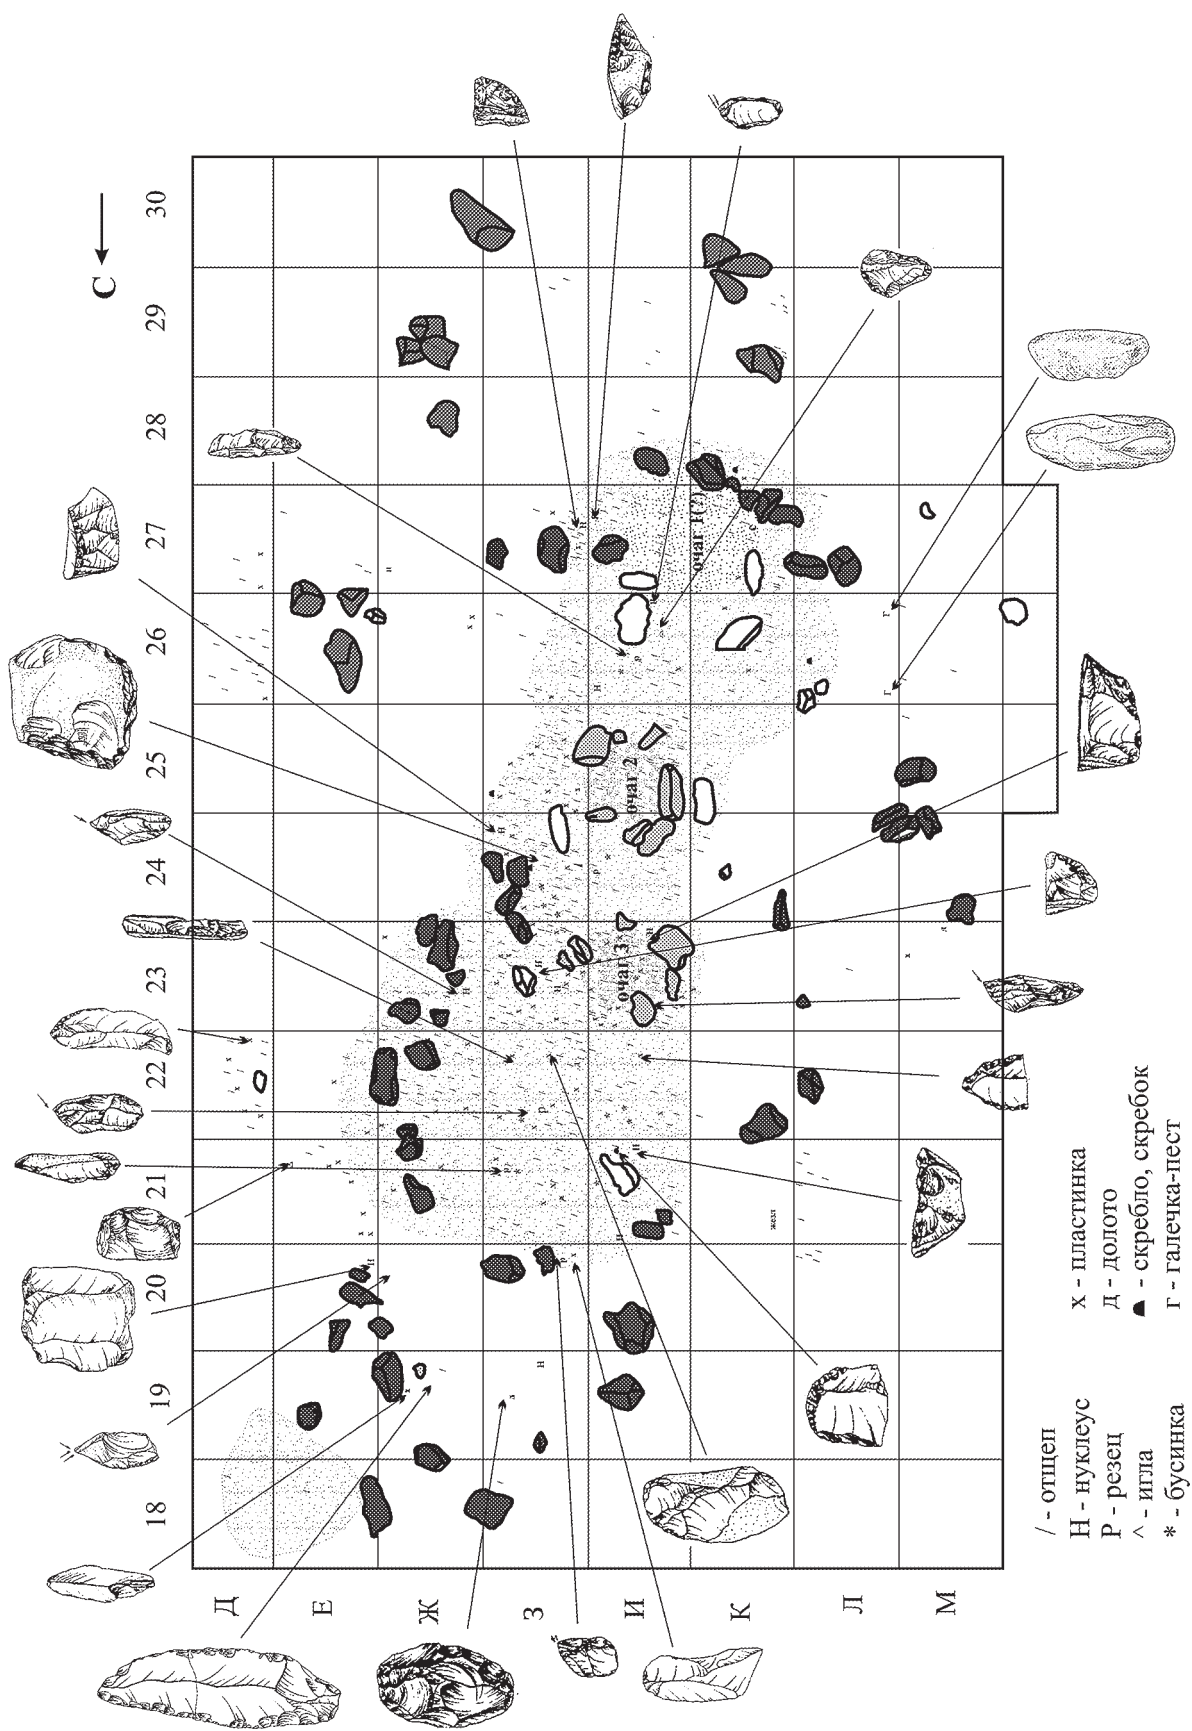 С
18 19 20 21 22 23 24 25 26 27 28 29 30
Д
Е
Ж
З
И
К
Л
М
очаг 3
очаг 2
очаг 1(?)
жезл
г
г
/ - отщеп
Н - нуклеус
Р - резец
^ - игла
* - бусинка
х - пластинка
Д - долото
- скребло, скребок
г - галечка-пест